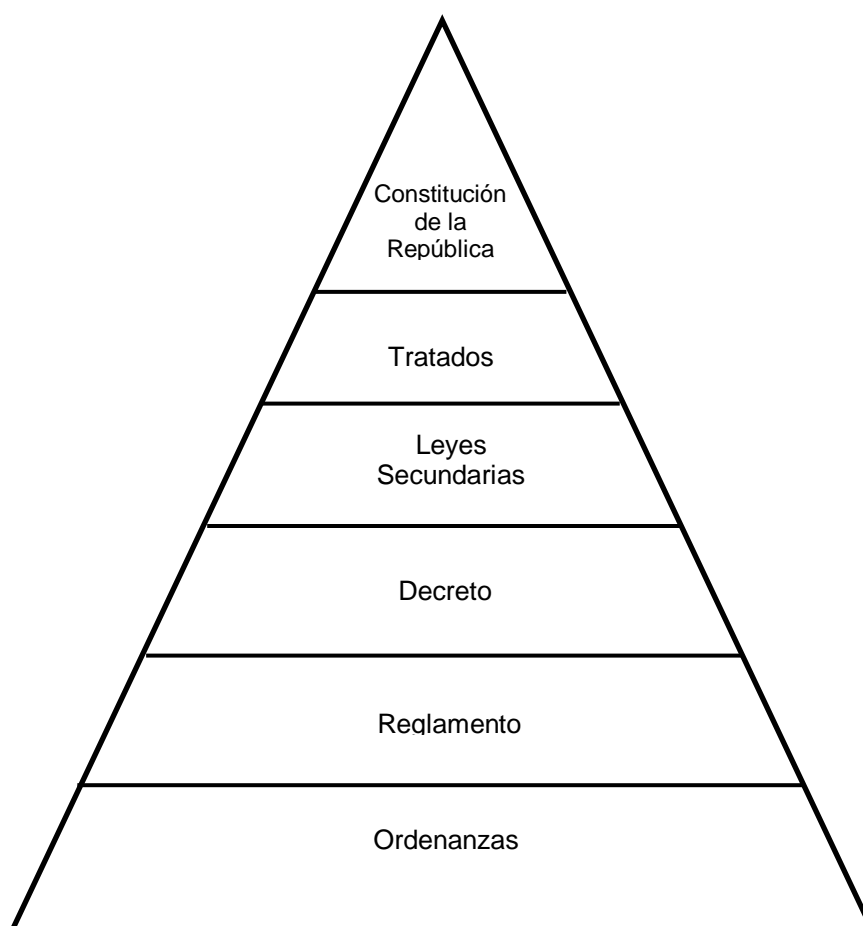 Constitución
de la
República
Tratados
Leyes
Secundarias
Decreto
Reglamento
Ordenanzas